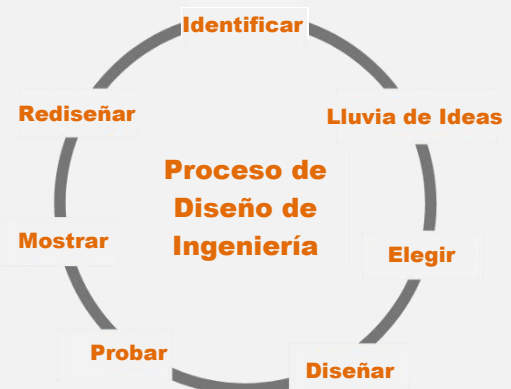 Identificar
Rediseñar
Lluvia de Ideas
Proceso de
Diseño de
Ingeniería
Mostrar
Elegir
Probar
Diseñar